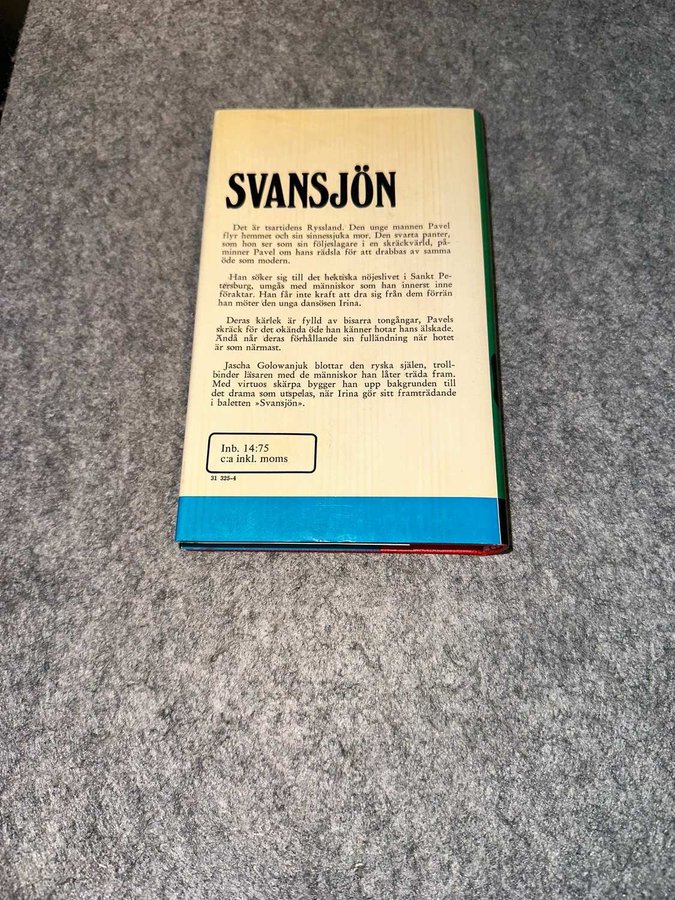 SVANSJÖN
Det är tsartidens Ryssland. Den unge mannen Pavel
flyr hemmet och sin sinnessjuka mor. Den svarta panter,
som hon ser som sin följeslagare i en skräckvärld, på-
minner Pavel om hans rädsla för att drabbas av samma
öde som modern.
Han söker sig till det hektiska nöjeslivet i Sankt Pe-
tersburg, umgås med människor som han innerst inne
föraktar. Han får inte kraft att dra sig från dem förrän
han möter den unga dansösen Irina.
Deras kärlek är fylld av bisarra tongångar, Pavels
skräck för det okända öde han känner hotar hans älskade.
Ändå når deras förhållande sin fulländning när hotet
är som närmast.
Jascha Golowanjuk blottar den ryska själen, troll-
binder läsaren med de människor han låter träda fram.
Med virtuos skärpa bygger han upp bakgrunden till
det drama som utspelas, när Irina gör sitt framträdande
i baletten »Svansjön».
Inb. 14:75
c:a inkl. moms
31 325-4